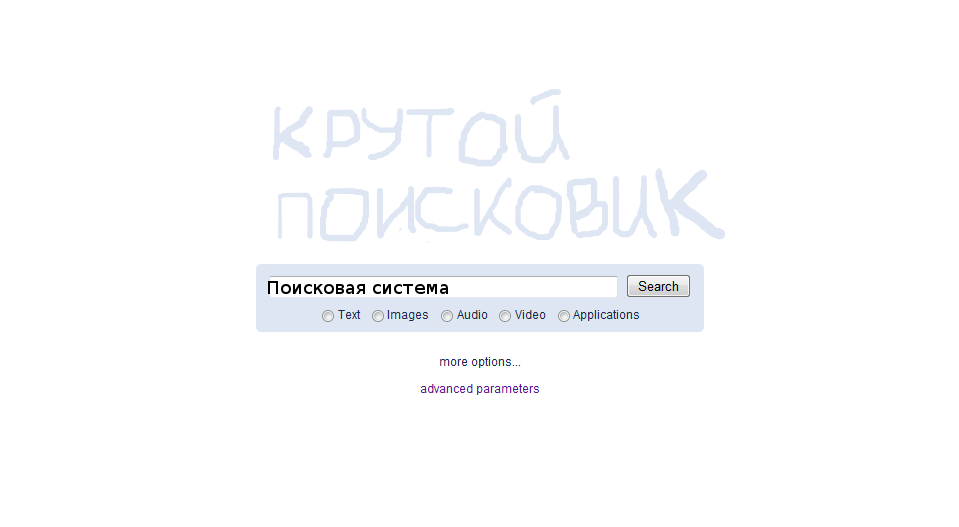 КРУТОЙ
ПОИСКОВИК
Поисковая система Search
Text Images Audio Video Applications
more options...
advanced parameters